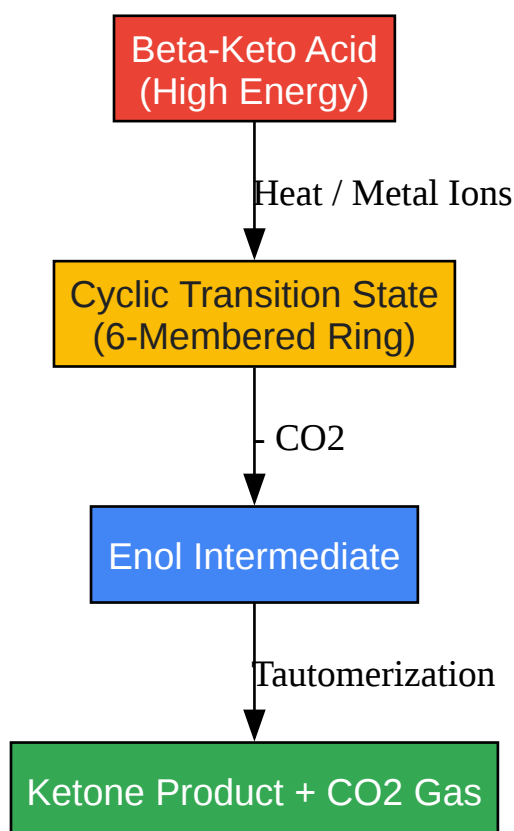 Beta-Keto Acid
(High Energy)
Heat / Metal Ions
Cyclic Transition State
(6-Membered Ring)
- CO2
Enol Intermediate
Tautomerization
Ketone Product + CO2 Gas